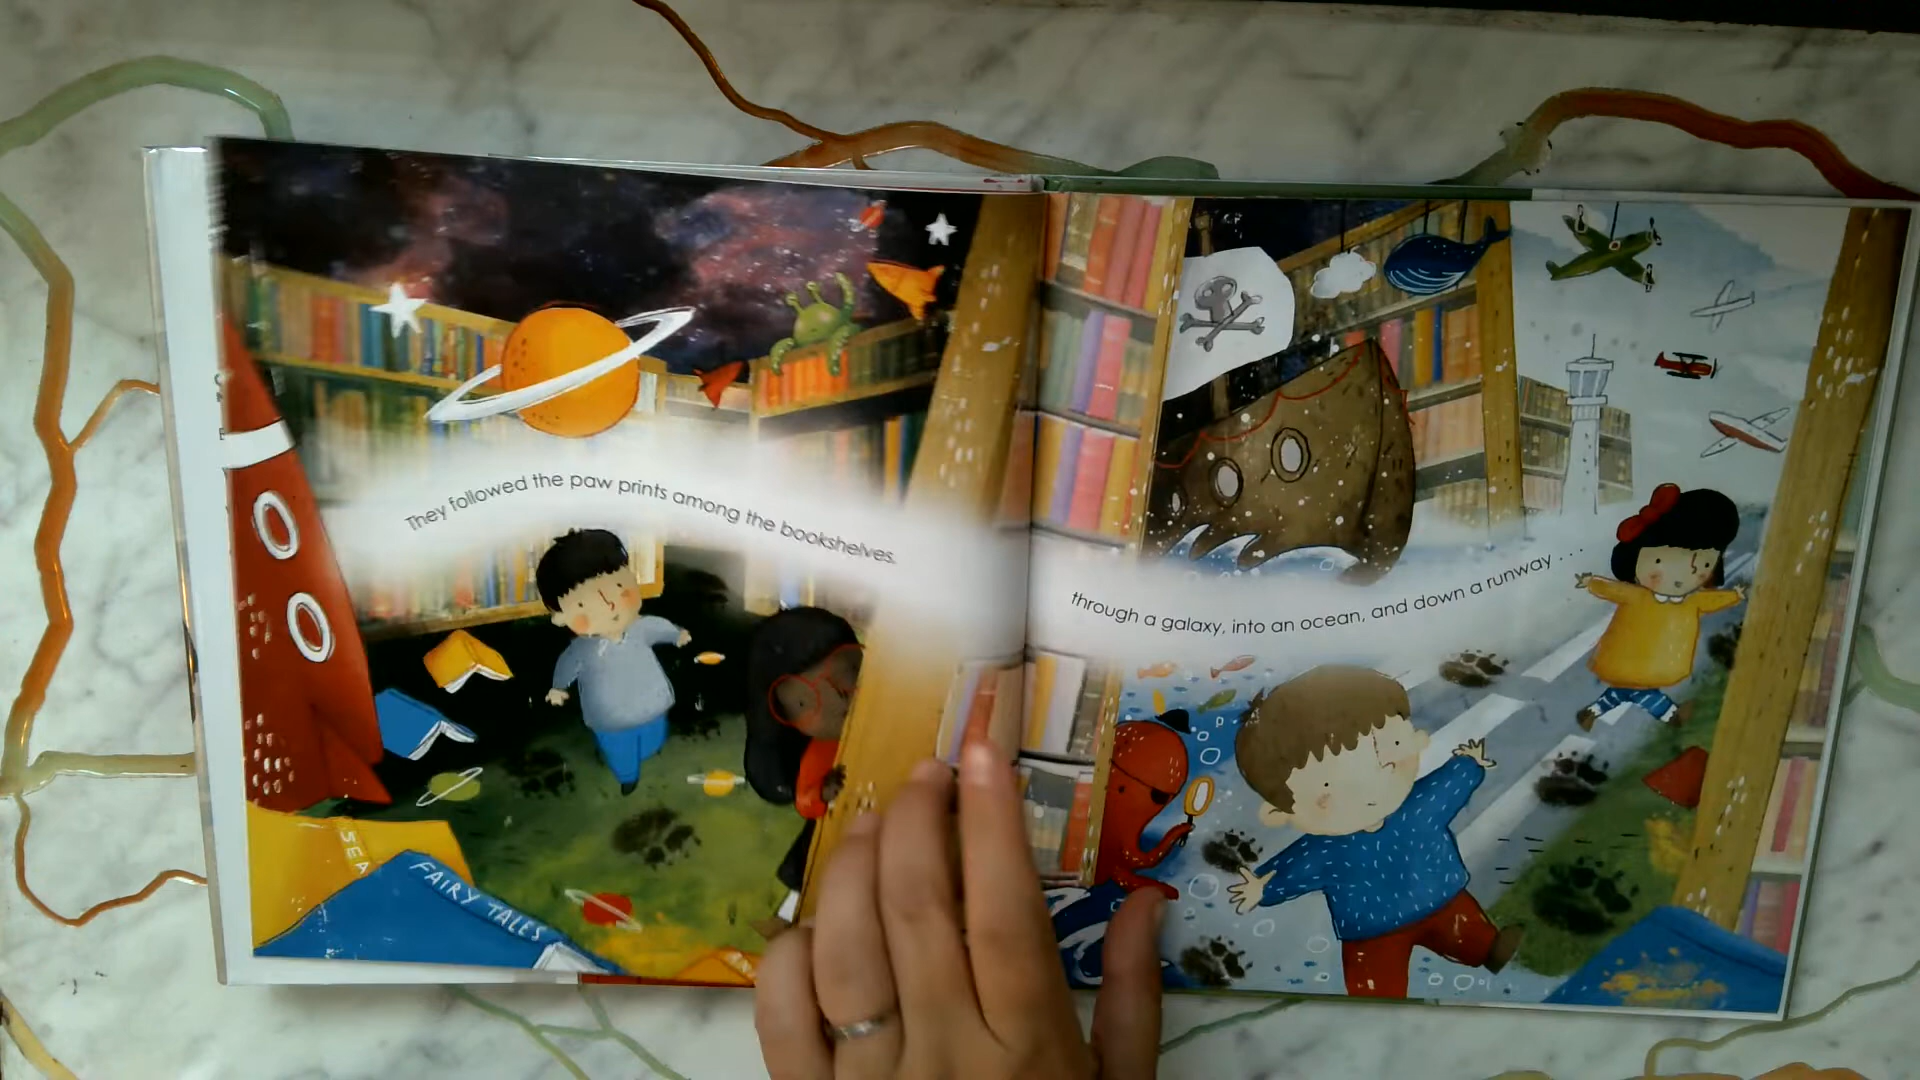 They followed the paw prints among the bookshelves.
through a galaxy, into an ocean, and down a runway . . .
SEA
FAIRY TALES